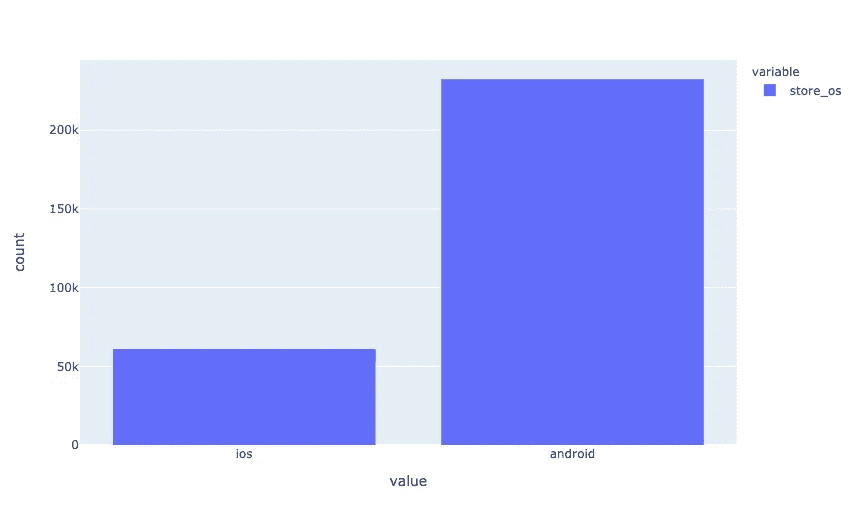 variable
store_os
200k
150k
100k
50k
0
count
ios
android
value